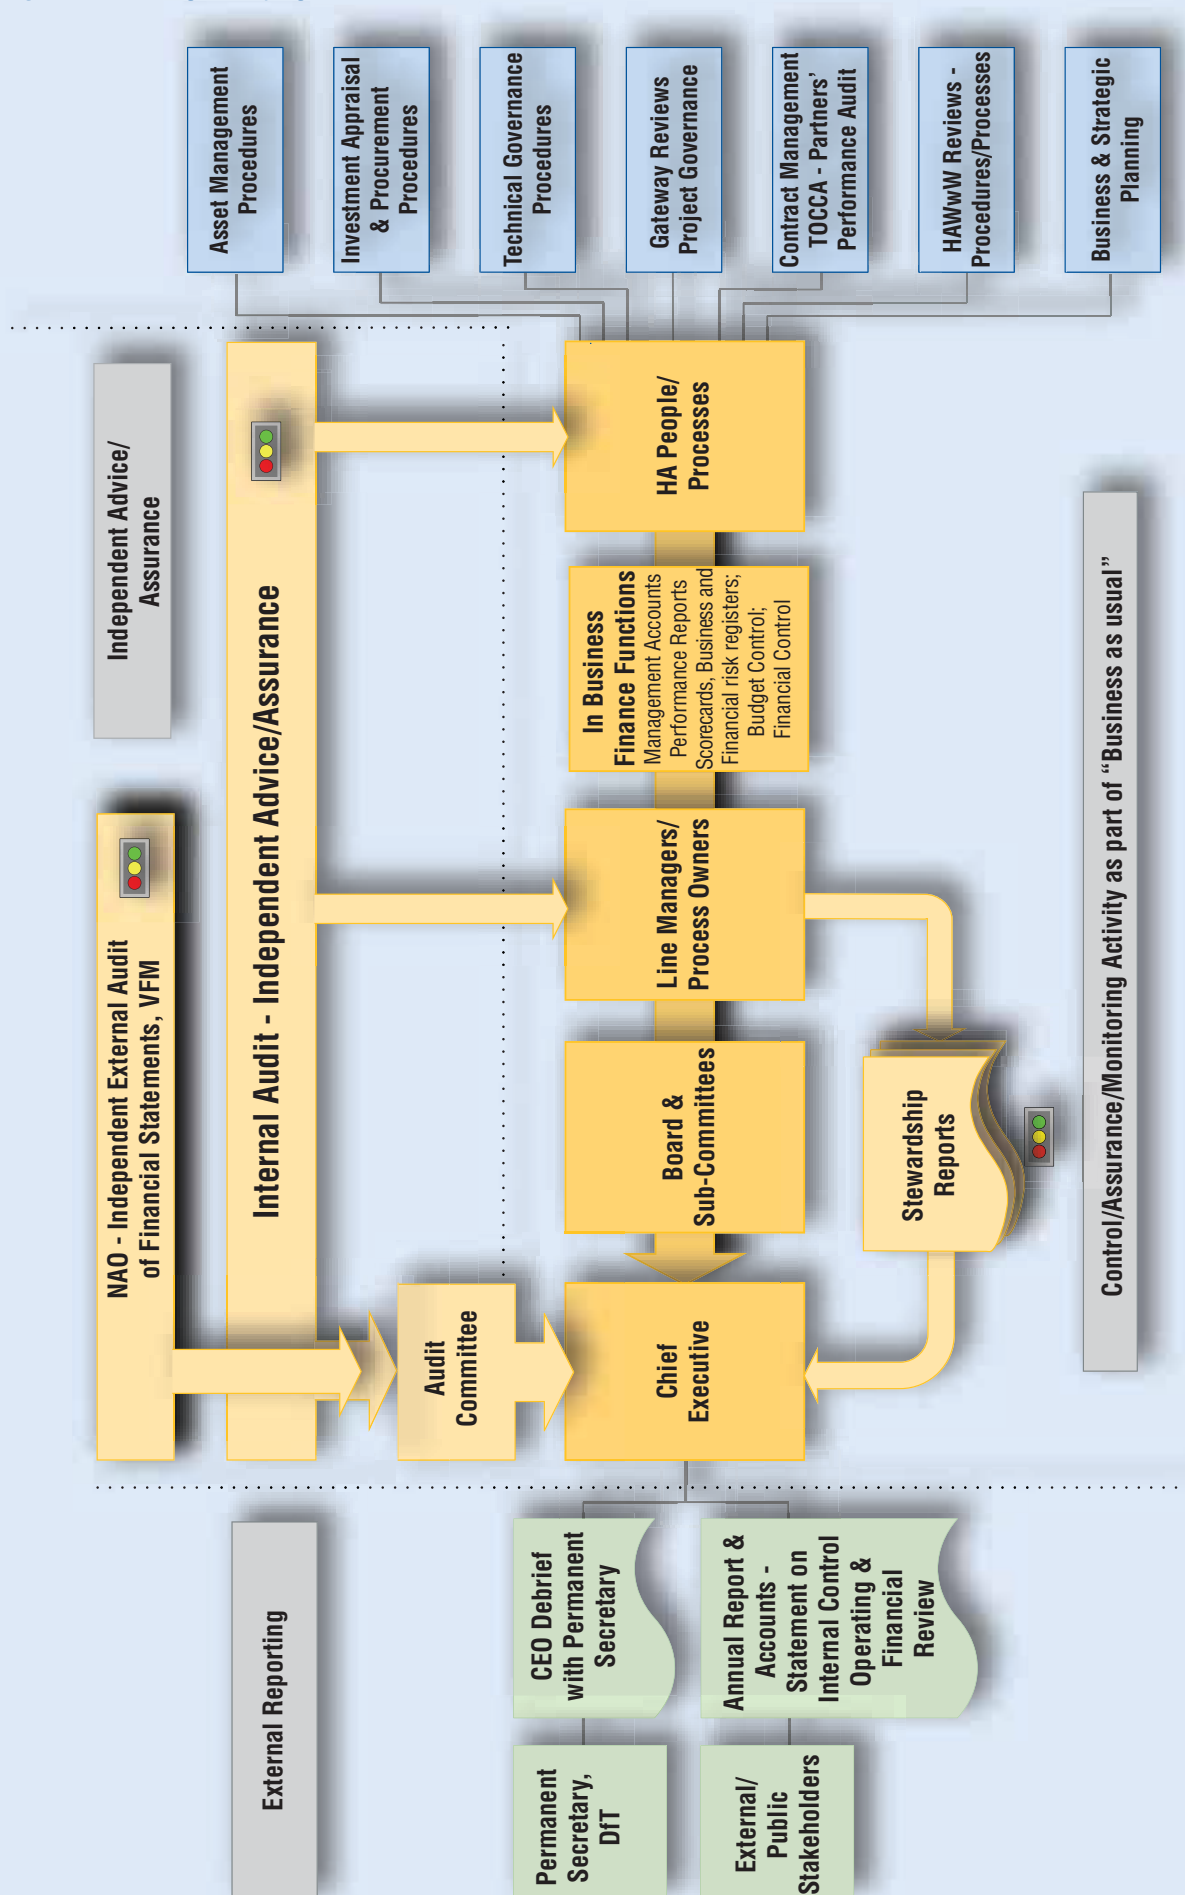 External Reporting
Permanent
Secretary,
DfT
CEO Debrief
with Permanent
Secretary
External/
Public
Stakeholders
Annual Report &
Accounts -
Statement on
Internal Control
Operating &
Financial
Review
NAO - Independent External Audit
of Financial Statements, VFM
Independent Advice/
Assurance
Internal Audit - Independent Advice/Assurance
Audit
Committee
Chief
Executive
Board &
Sub-Committees
Line Managers/
Process Owners
In Business
Finance Functions
Management Accounts
Performance Reports
Scorecards, Business and
Financial risk registers;
Budget Control;
Financial Control
HA People/
Processes
Stewardship
Reports
Control/Assurance/Monitoring Activity as part of “Business as usual”
Asset Management
Procedures
Investment Appraisal
& Procurement
Procedures
Technical Governance
Procedures
Gateway Reviews
Project Governance
Contract Management
TOCCA - Partners’
Performance Audit
HAWwW Reviews -
Procedures/Processes
Business & Strategic
Planning